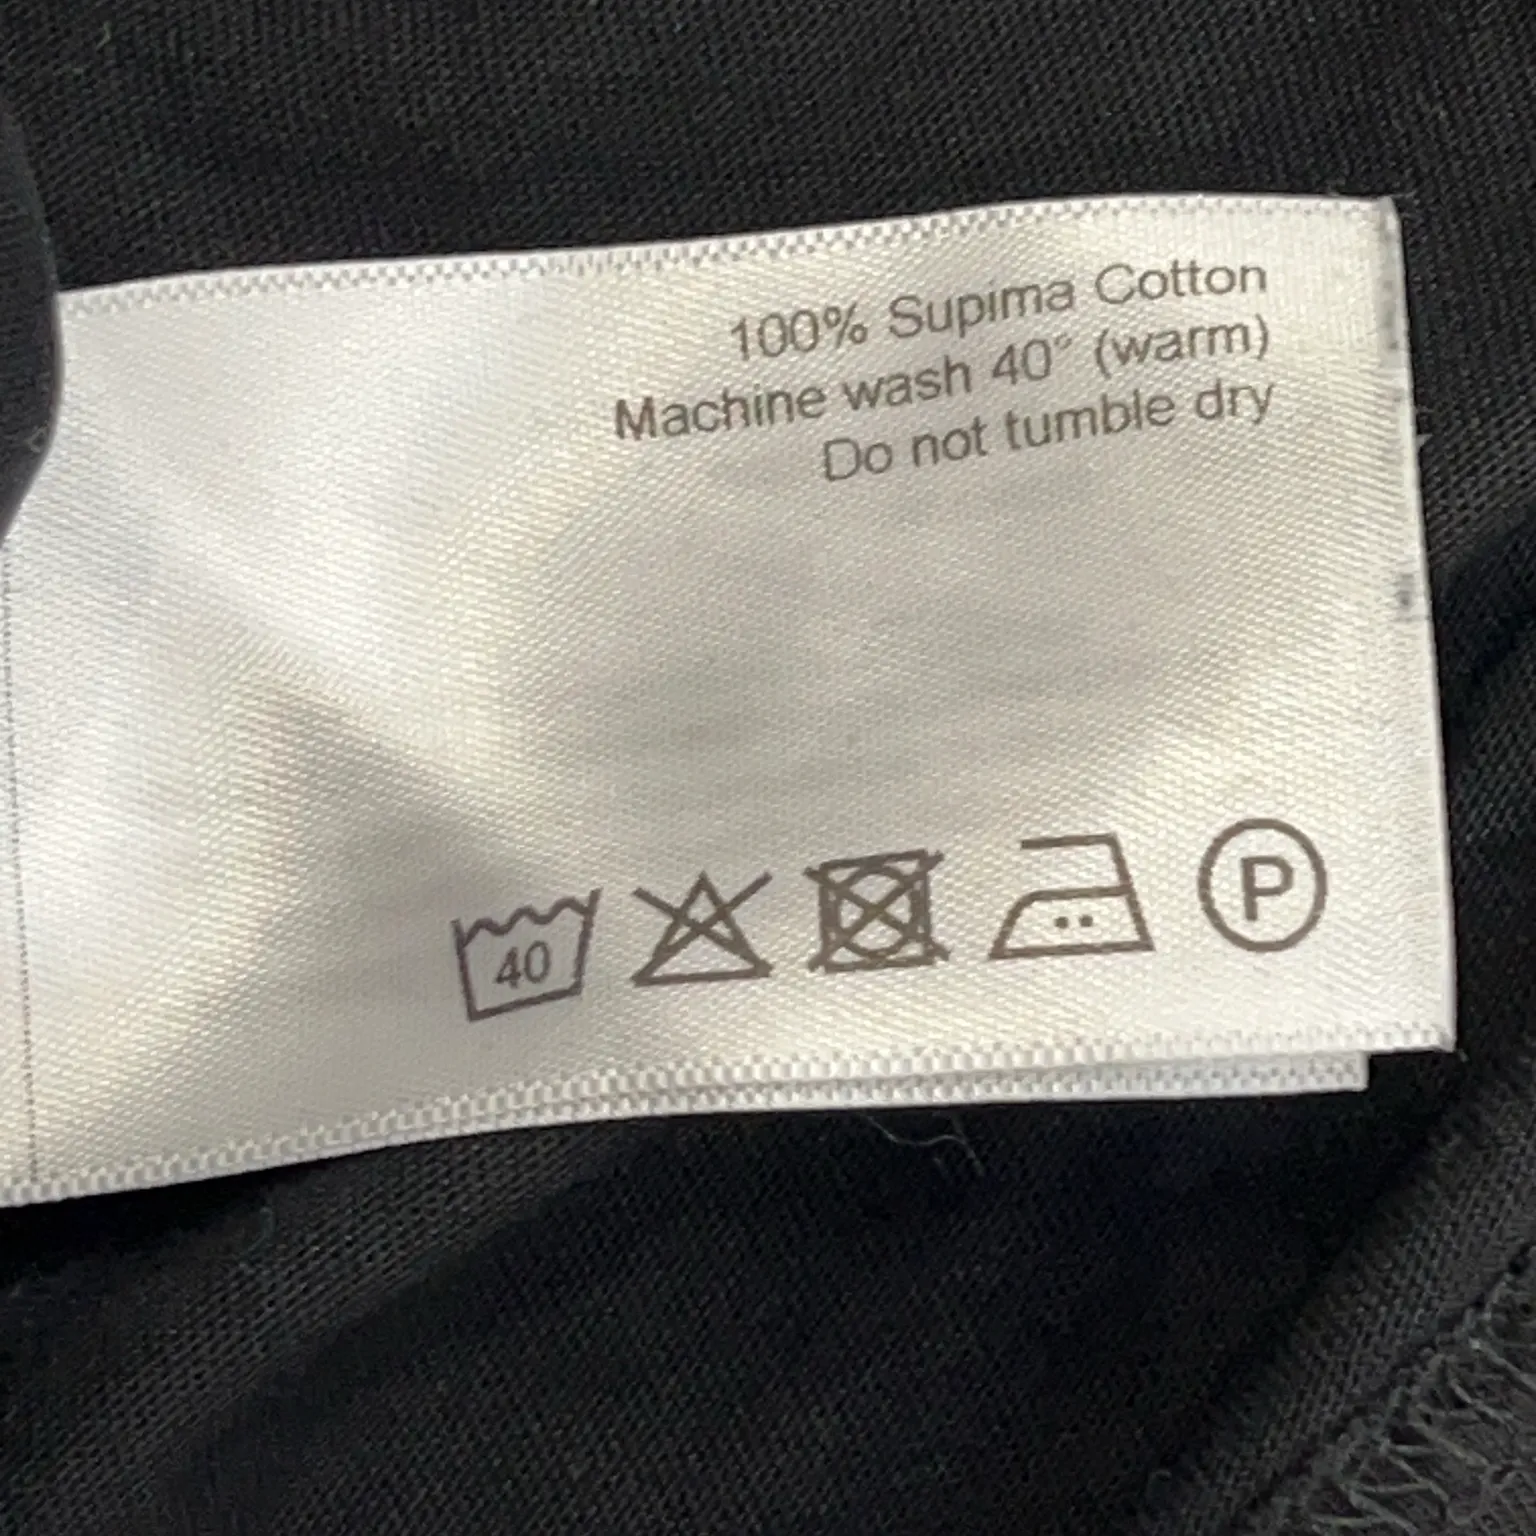 100% Supima Cotton
Machine wash 40° (warm)
Do not tumble dry
40 P